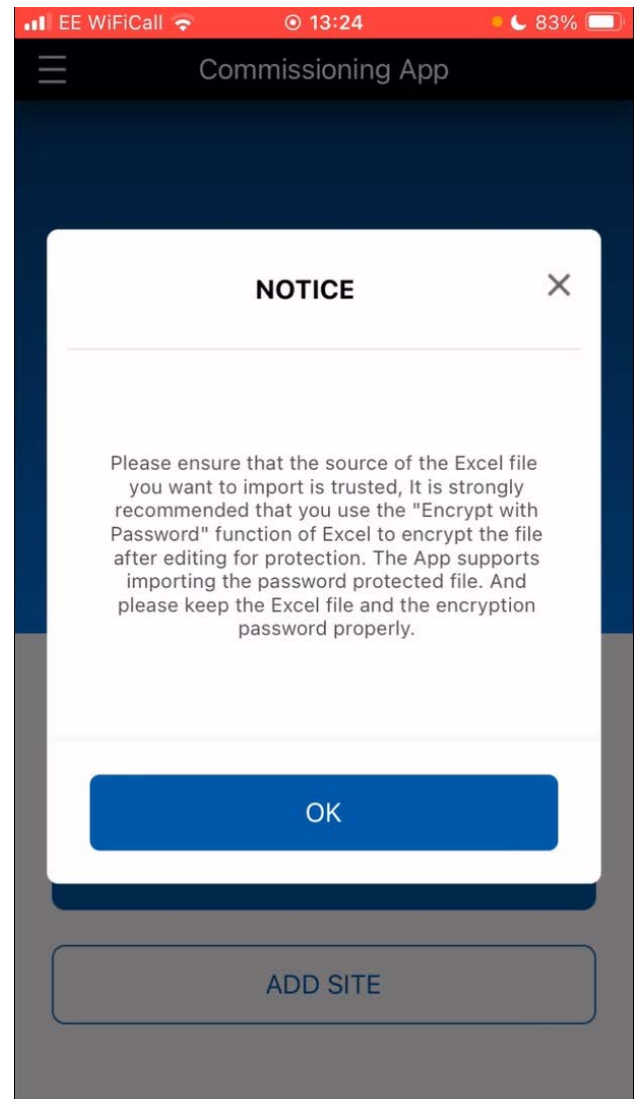 EE WiFiCall 13:24 83%
Commissioning App
NOTICE
Please ensure that the source of the Excel file
you want to import is trusted, It is strongly
recommended that you use the "Encrypt with
Password" function of Excel to encrypt the file
after editing for protection. The App supports
importing the password protected file. And
please keep the Excel file and the encryption
password properly.
OK
ADD SITE